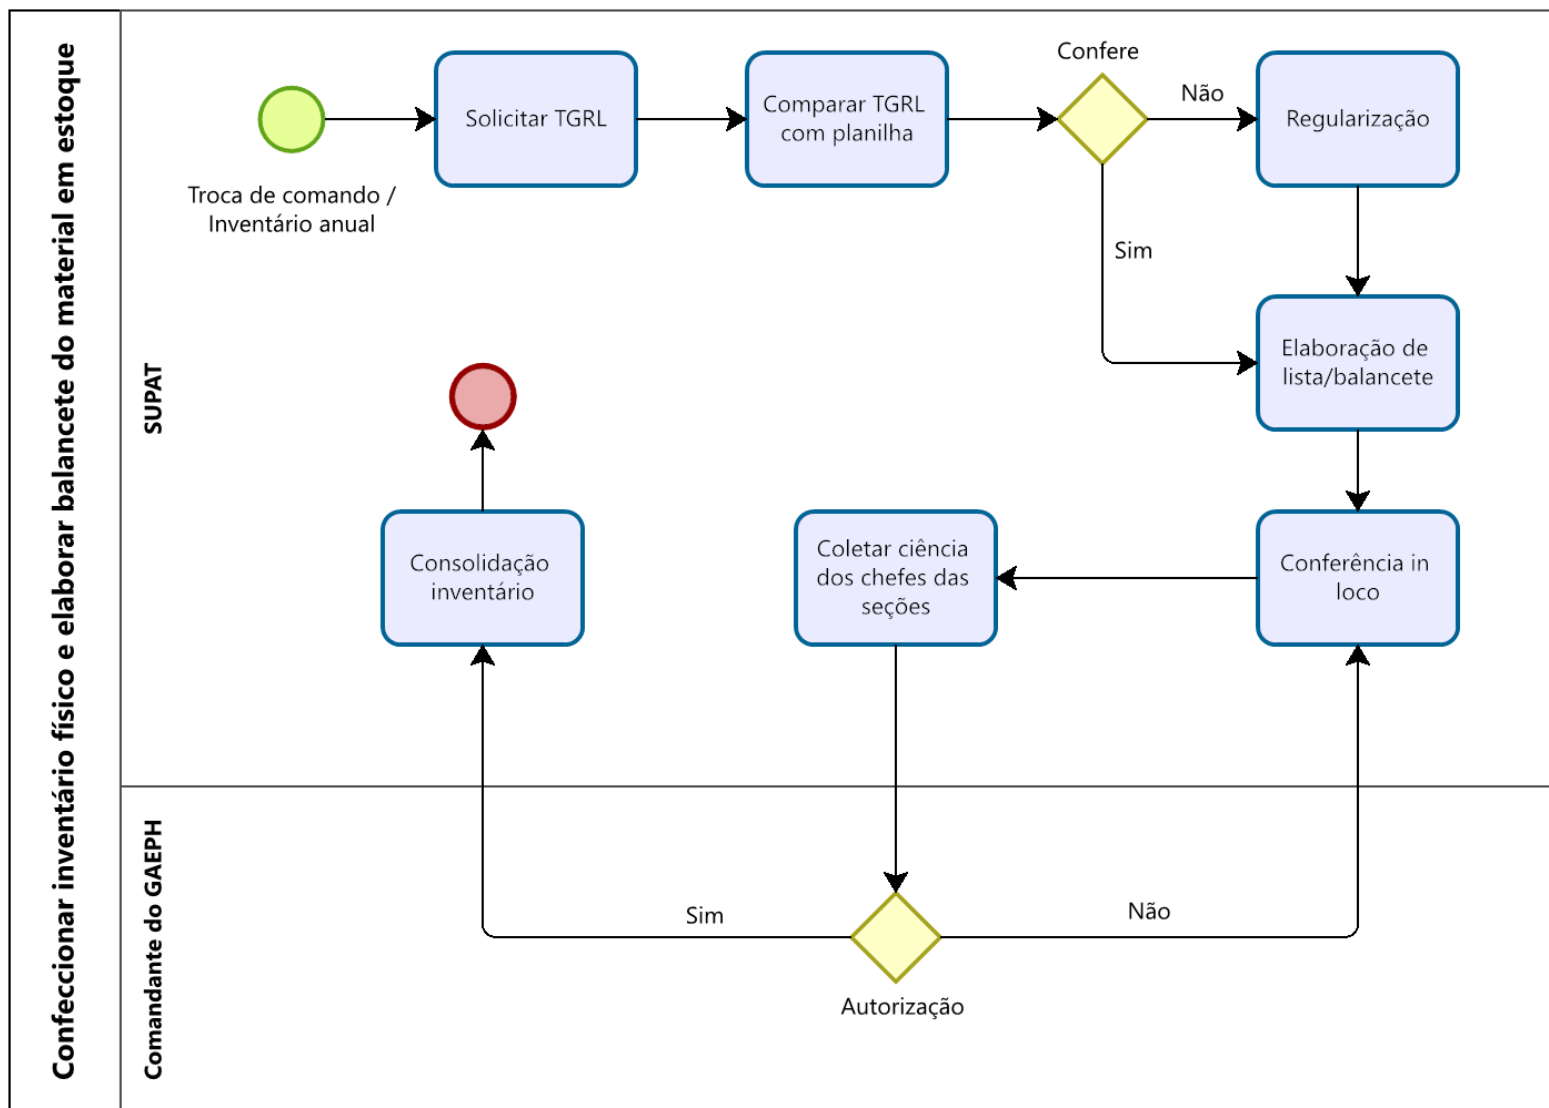 Confeccionar inventário físico e elaborar balancete do material em estoque
SUPAT
Troca de comando /
Inventário anual
Solicitar TGRL
Comparar TGRL
com planilha
Confere
Não
Regularização
Sim
Elaboração de
lista/balancete
Conferência in
loco
Coletar ciência
dos chefes das
seções
Consolidação
inventário
Comandante do GAEPH
Sim
Não
Autorização